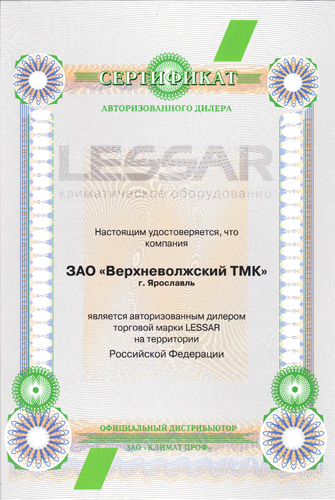 СЕРТИФИКАТ
АВТОРИЗОВАННОГО ДИЛЕРА
LESSAR
климатическое оборудование
Настоящим удостоверяется, что
компания
ЗАО «Верхневолжский ТМК»
г. Ярославль
является авторизованным дилером
торговой марки LESSAR
на территории
Российской Федерации
ОФИЦИАЛЬНЫЙ ДИСТРИБЬЮТОР
ЗАО «КЛИМАТ ПРОФ»